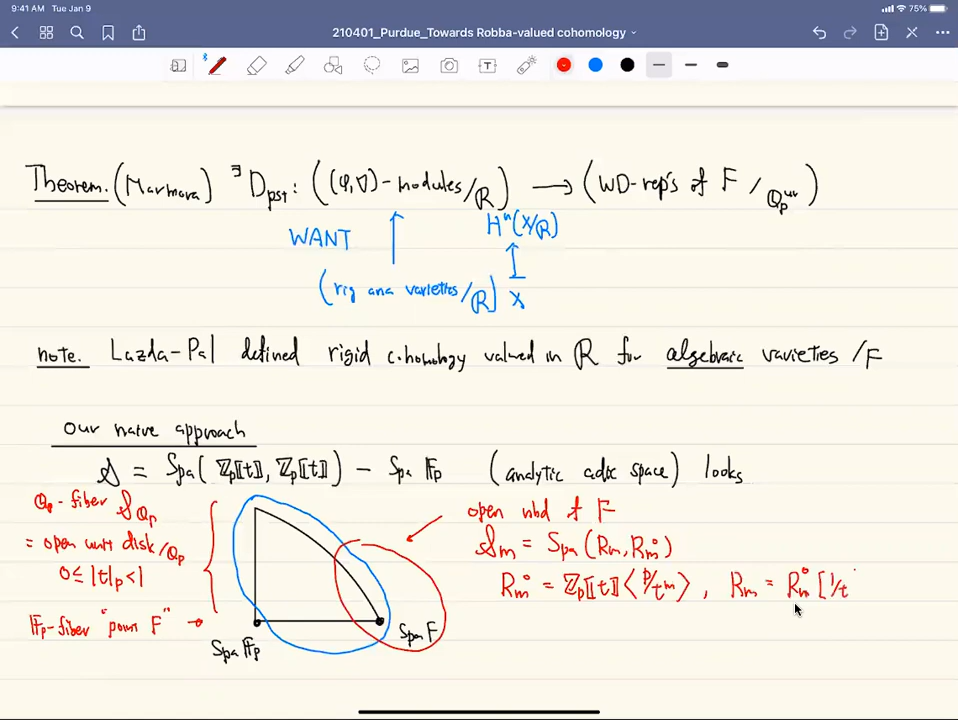 9:41 AM Tue Jan 9
75%
210401_Purdue_Towards Robba-valued cohomology
Theorem. (Marmora) ∃ D_pst : ((φ,∇)-modules/R) → (WD-rep's of F / Q_p^ur)
WANT ↑ H^n(X/R)
(rig ana varieties/R) X
note. Lazda-Pal defined rigid cohomology valued in R for algebraic varieties /F
Our naive approach
S = Spa(Z_p[[t]], Z_p[[t]]) - Spa F_p (analytic adic space) looks
Q_p-fiber S_{Q_p}
= open unit disk/Q_p
0≤|t|_p<1
F_p-fiber "point F" →
Spa F_p
Spa F
open nbd of F
S_m = Spa(R_m, R_m°)
R_m° = Z_p[[t]]⟨p/t^m⟩, R_m = R_m°[1/t